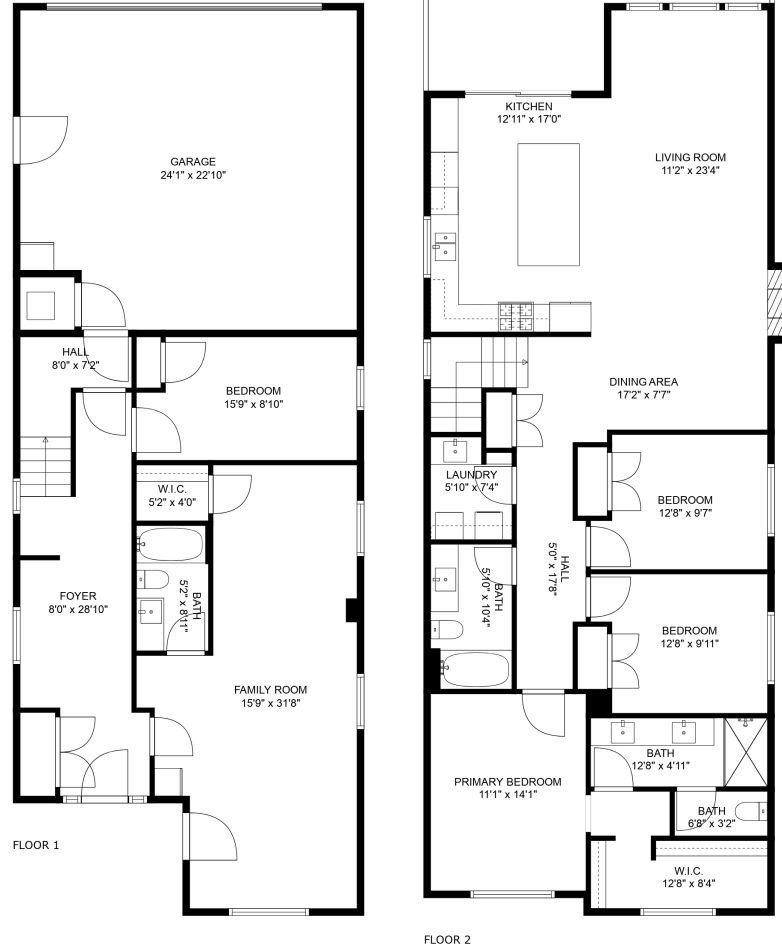 GARAGE
24'1" x 22'10"
HALL
8'0" x 7'2"
BEDROOM
15'9" x 8'10"
W.I.C.
5'2" x 4'0"
BATH
5'2" x 8'11"
FOYER
8'0" x 28'10"
FAMILY ROOM
15'9" x 31'8"
FLOOR 1
KITCHEN
12'11" x 17'0"
LIVING ROOM
11'2" x 23'4"
DINING AREA
17'2" x 7'7"
LAUNDRY
5'10" x 7'4"
BEDROOM
12'8" x 9'7"
HALL
5'0" x 17'8"
BATH
5'10" x 10'4"
BEDROOM
12'8" x 9'11"
PRIMARY BEDROOM
11'1" x 14'1"
BATH
12'8" x 4'11"
BATH
6'8" x 3'2"
W.I.C.
12'8" x 8'4"
FLOOR 2